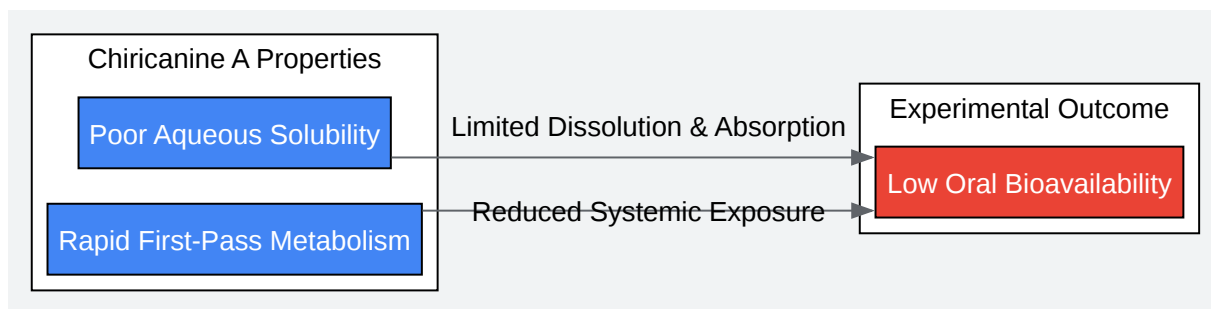 Chiricanine A Properties
Poor Aqueous Solubility
Rapid First-Pass Metabolism
Limited Dissolution & Absorption
Reduced Systemic Exposure
Experimental Outcome
Low Oral Bioavailability